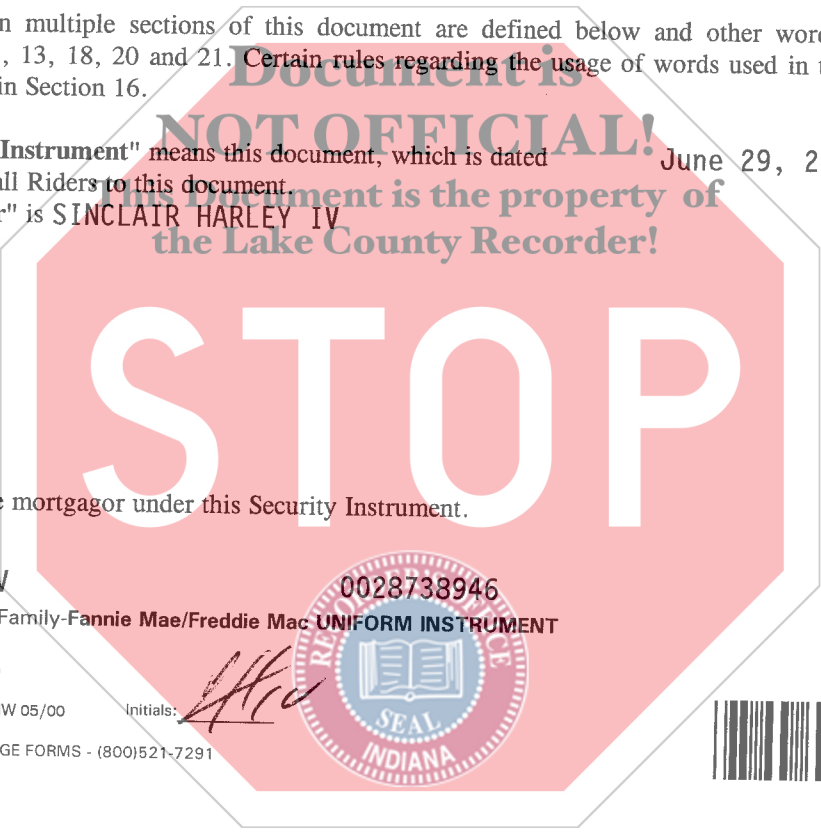 n multiple sections of this document are defined below and other word
, 13, 18, 20 and 21. Certain rules regarding the usage of words used in t
in Section 16.
Document is
NOT OFFICIAL!
This Document is the property of
the Lake County Recorder!
Instrument" means this document, which is dated June 29, 2
all Riders to this document.
r" is SINCLAIR HARLEY IV
STOP
e mortgagor under this Security Instrument.
0028738946
Family-Fannie Mae/Freddie Mac UNIFORM INSTRUMENT
W 05/00 Initials:
GE FORMS - (800)521-7291
RECORDER'S OFFICE
SEAL
INDIANA